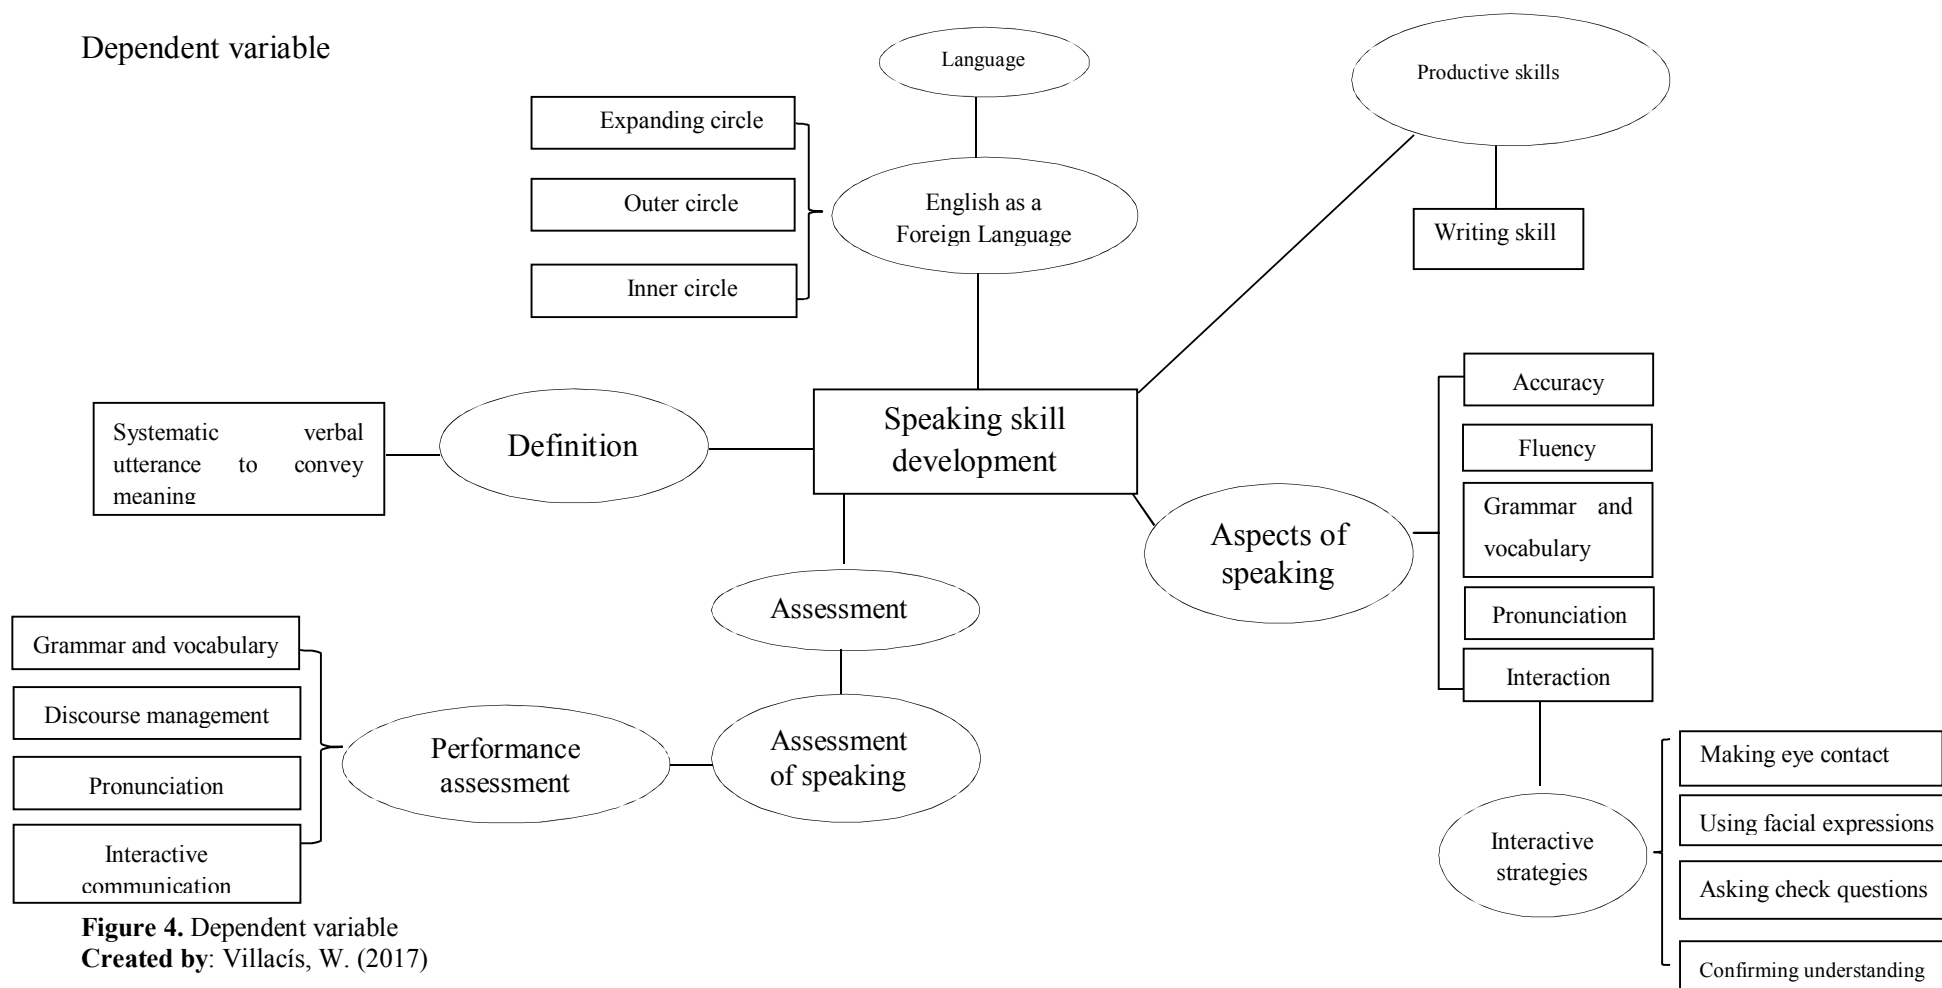 Dependent variable
Language
Productive skills
Expanding circle
Outer circle
Inner circle
English as a
Foreign Language
Writing skill
Speaking skill
development
Definition
Systematic verbal
utterance to convey
meaning
Aspects of
speaking
Accuracy
Fluency
Grammar and
vocabulary
Pronunciation
Interaction
Assessment
Assessment
of speaking
Performance
assessment
Grammar and vocabulary
Discourse management
Pronunciation
Interactive
communication
Interactive
strategies
Making eye contact
Using facial expressions
Asking check questions
Confirming understanding
Figure 4. Dependent variable
Created by: Villacís, W. (2017)